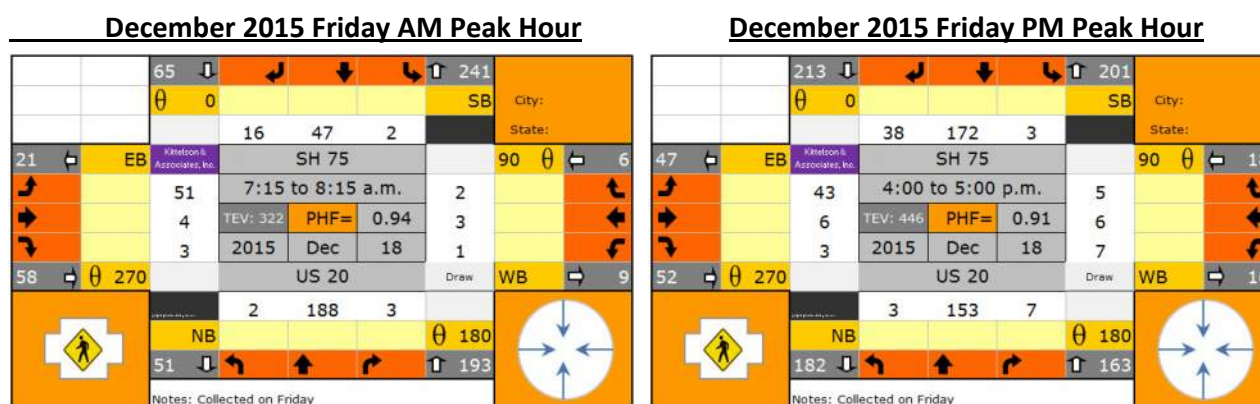 December 2015 Friday AM Peak Hour
65 241
θ 0 SB City:
16 47 2 State:
21 EB Kittelson & Associates, Inc. SH 75 90 θ 6
51 7:15 to 8:15 a.m. 2
4 TEV: 322 PHF= 0.94 3
3 2015 Dec 18 1
58 θ 270 US 20 Draw WB 9
2 188 3
NB θ 180
51 193
Notes: Collected on Friday
December 2015 Friday PM Peak Hour
213 201
θ 0 SB City:
38 172 3 State:
47 EB Kittelson & Associates, Inc. SH 75 90 θ
43 4:00 to 5:00 p.m. 5
6 TEV: 446 PHF= 0.91 6
3 2015 Dec 18 7
52 θ 270 US 20 Draw WB
3 153 7
NB θ 180
182 163
Notes: Collected on Friday